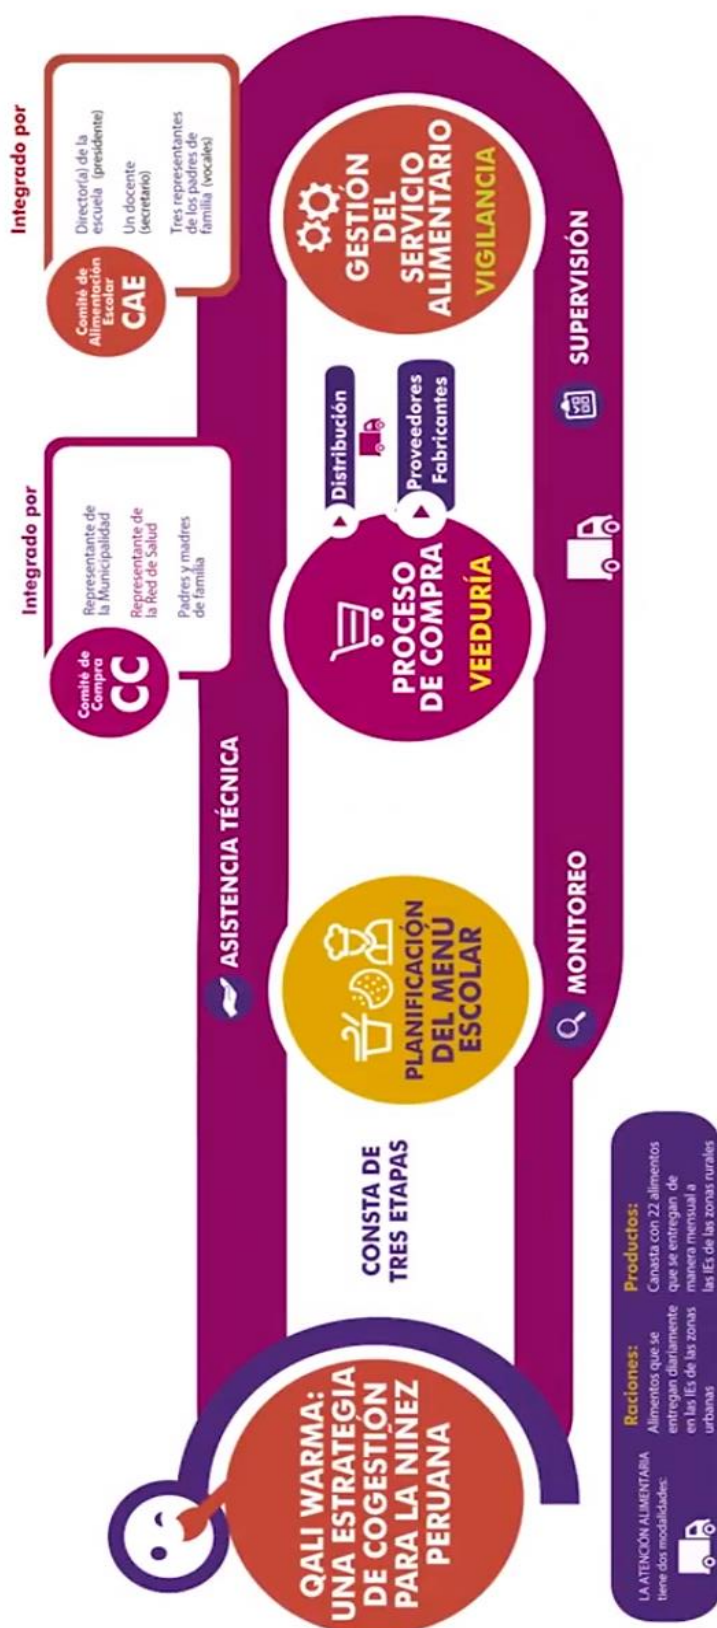 QALI WARMA:
UNA ESTRATEGIA
DE COGESTIÓN
PARA LA NIÑEZ
PERUANA
CONSTA DE
TRES ETAPAS
PLANIFICACIÓN
DEL MENÚ
ESCOLAR
PROCESO
DE COMPRA
VEEDURÍA
Distribución
Proveedores
Fabricantes
GESTIÓN
DEL
SERVICIO
ALIMENTARIO
VIGILANCIA
ASISTENCIA TÉCNICA
MONITOREO
SUPERVISIÓN
Integrado por
Comité de
Compra
CC
Representante de
la Municipalidad
Representante de
la Red de Salud
Padres y madres
de familia
Integrado por
Comité de
Alimentación
Escolar
CAE
Director(a) de la
escuela (presidente)
Un docente
(secretario)
Tres representantes
de los padres de
familia (vocales)
LA ATENCIÓN ALIMENTARIA
tiene dos modalidades:
Raciones:
Alimentos que se
entregan diariamente
en las IEs de las zonas
urbanas
Productos:
Canasta con 22 alimentos
que se entregan de
manera mensual a
las IEs de las zonas rurales